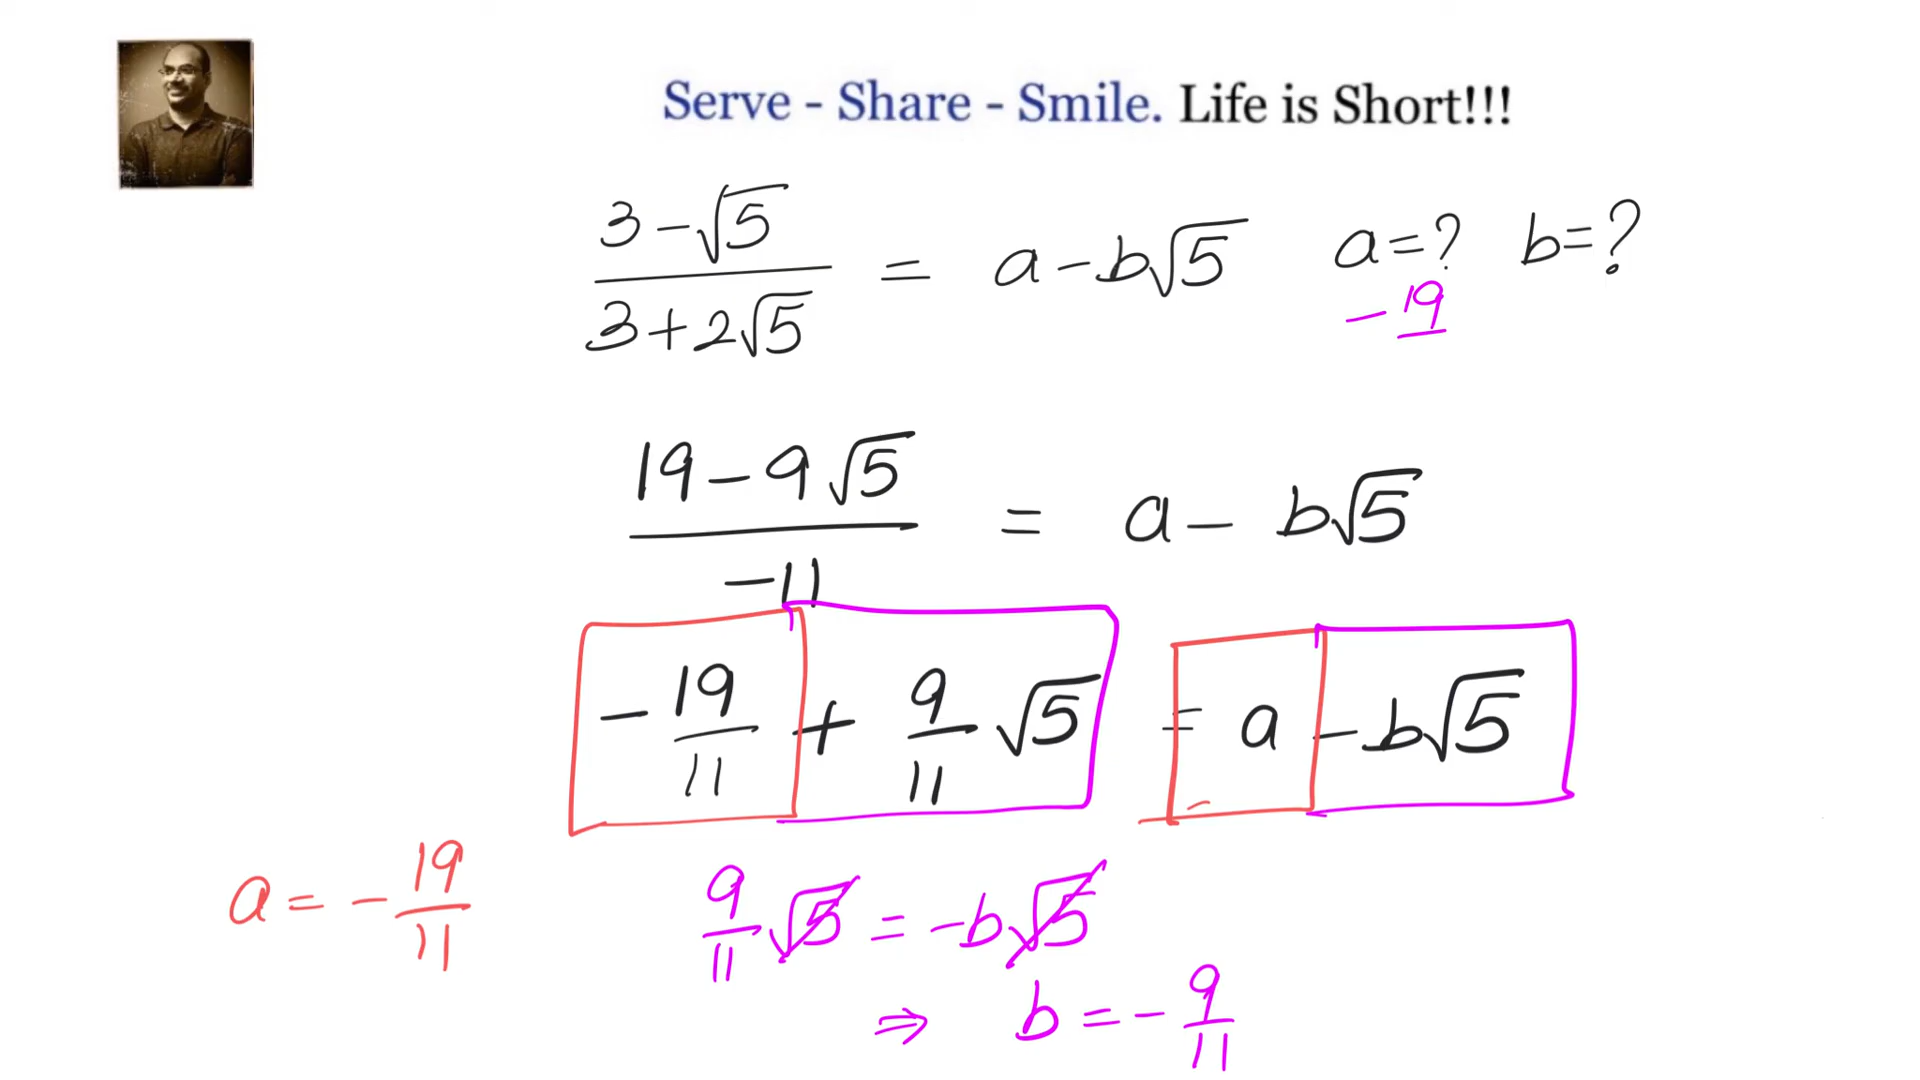 Serve - Share - Smile. Life is Short!!!
(3 - √5)/(3 + 2√5) = a - b√5 a = ? b = ?
- 19
(19 - 9√5)/(-11) = a - b√5
- 19/11 + 9/11 √5 = a - b√5
a = - 19/11
9/11 √5 = -b√5
⇒ b = - 9/11